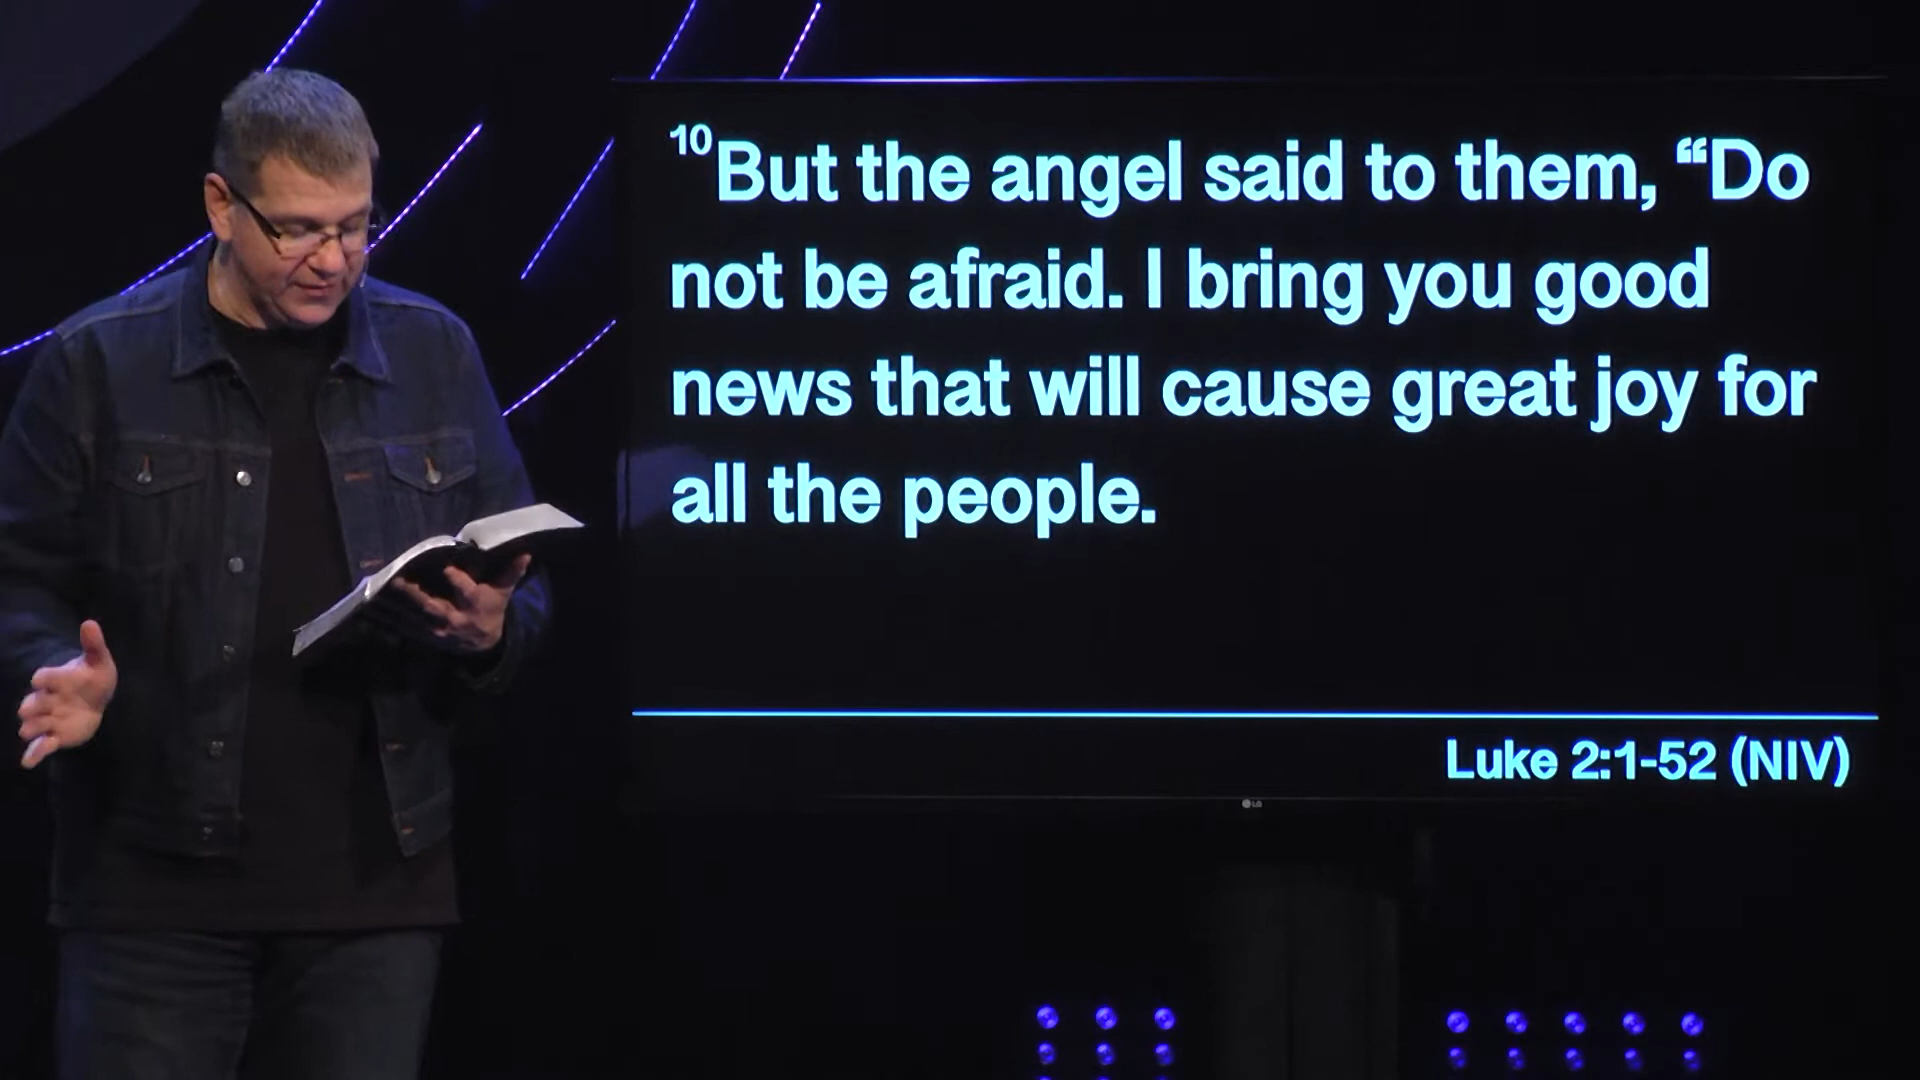 10But the angel said to them, “Do
not be afraid. I bring you good
news that will cause great joy for
all the people.
Luke 2:1-52 (NIV)
LG